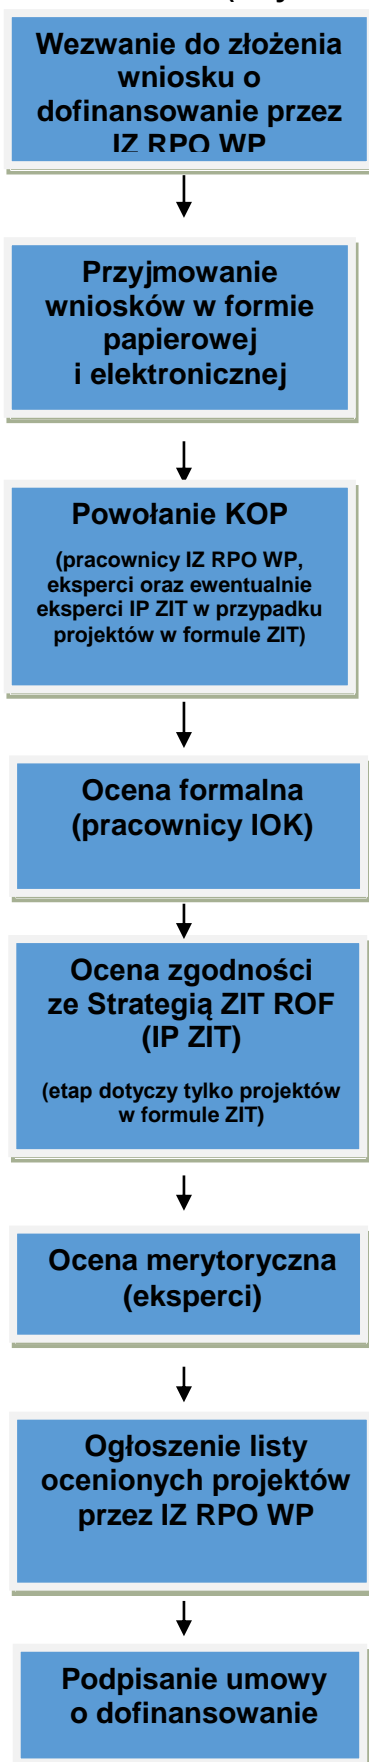 Wezwanie do złożenia
wniosku o
dofinansowanie przez
IZ RPO WP
Przyjmowanie
wniosków w formie
papierowej
i elektronicznej
Powołanie KOP
(pracownicy IZ RPO WP,
eksperci oraz ewentualnie
eksperci IP ZIT w przypadku
projektów w formule ZIT)
Ocena formalna
(pracownicy IOK)
Ocena zgodności
ze Strategią ZIT ROF
(IP ZIT)
(etap dotyczy tylko projektów
w formule ZIT)
Ocena merytoryczna
(eksperci)
Ogłoszenie listy
ocenionych projektów
przez IZ RPO WP
Podpisanie umowy
o dofinansowanie